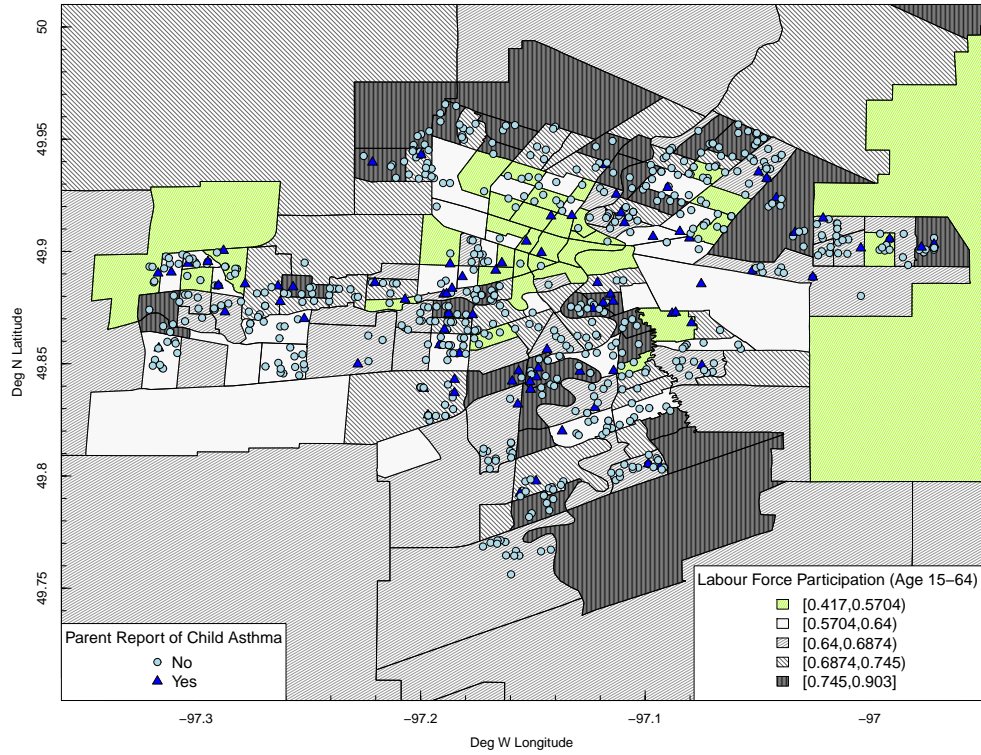 50
49.95
49.9
49.85
49.8
49.75
Deg N Latitude
Labour Force Participation (Age 15−64)
[0.417,0.5704)
[0.5704,0.64)
[0.64,0.6874)
[0.6874,0.745)
[0.745,0.903]
Parent Report of Child Asthma
No
Yes
−97.3
−97.2
−97.1
−97
Deg W Longitude